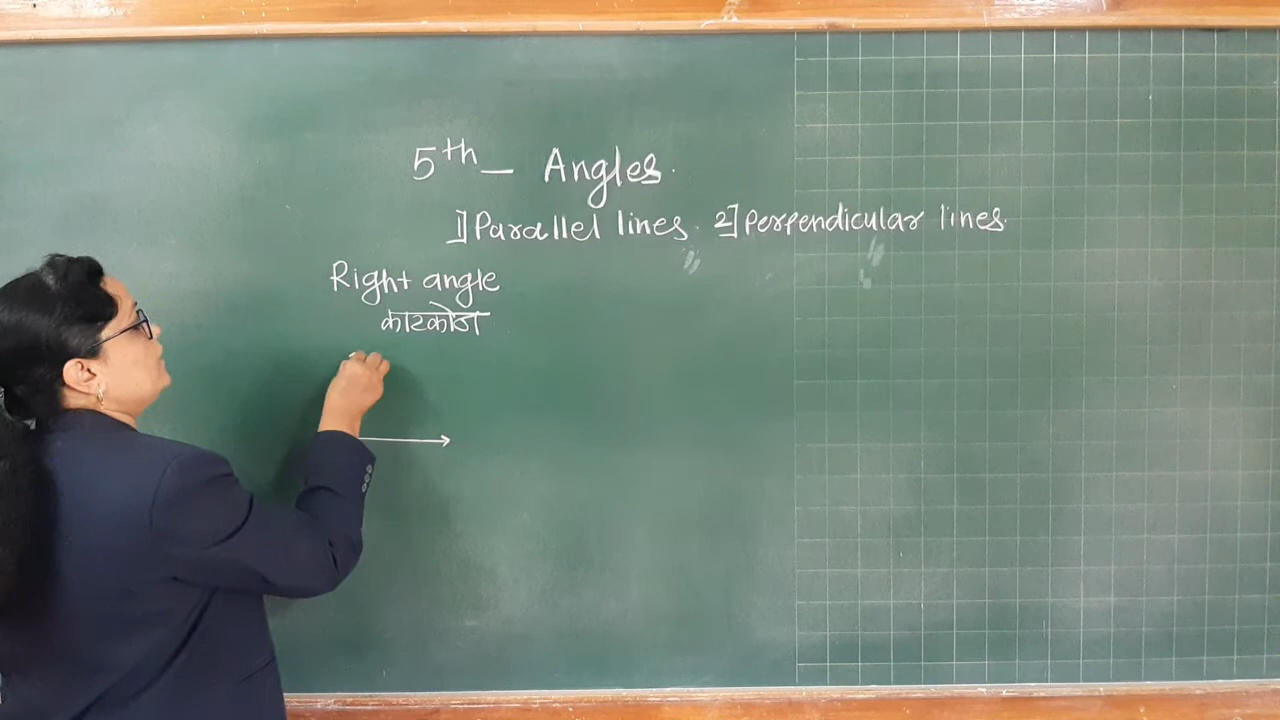 5th - Angles.
1] Parallel lines. 2] Perpendicular lines.
Right angle
काटकोन